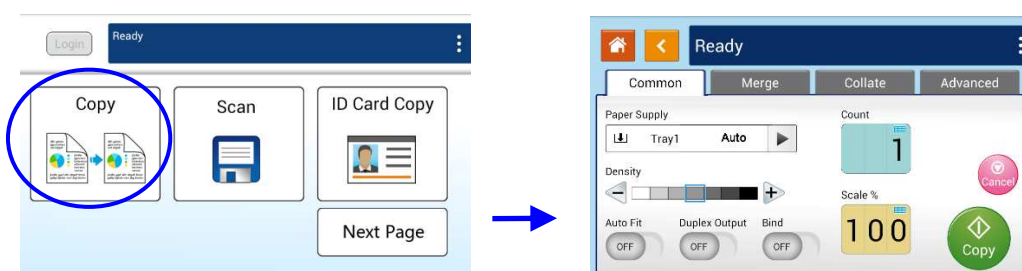 Login
Ready
Copy
Scan
ID Card Copy
Next Page
Ready
Common
Merge
Collate
Advanced
Paper Supply
Tray1 Auto
Density
Auto Fit
Duplex Output
Bind
OFF
OFF
OFF
Count
1
Scale %
100
Cancel
Copy